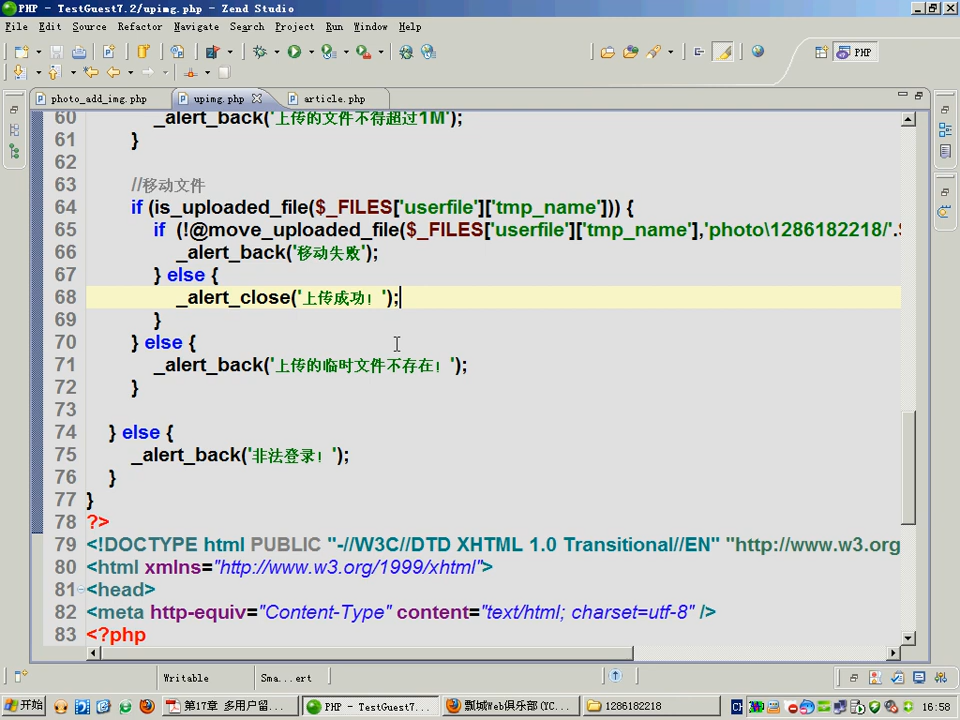 PHP - TestGuest7.2/upimg.php - Zend Studio
File Edit Source Refactor Navigate Search Project Run Window Help
PHP
photo_add_img.php upimg.php article.php
60 _alert_back('上传的文件不得超过1M');
61 }
62
63 //移动文件
64 if (is_uploaded_file($_FILES['userfile']['tmp_name'])) {
65 if (!@move_uploaded_file($_FILES['userfile']['tmp_name'],'photo\1286182218/'.
66 _alert_back('移动失败');
67 } else {
68 _alert_close('上传成功！');
69 }
70 } else {
71 _alert_back('上传的临时文件不存在！');
72 }
73
74 } else {
75 _alert_back('非法登录！');
76 }
77 }
78 ?>
79 <!DOCTYPE html PUBLIC "-//W3C//DTD XHTML 1.0 Transitional//EN" "http://www.w3.org
80 <html xmlns="http://www.w3.org/1999/xhtml">
81 <head>
82 <meta http-equiv="Content-Type" content="text/html; charset=utf-8" />
83 <?php
Writable Sma...ert
开始 第17章 多用户留... PHP - TestGuest7... 瓢城Web俱乐部(YC... 1286182218 16:58